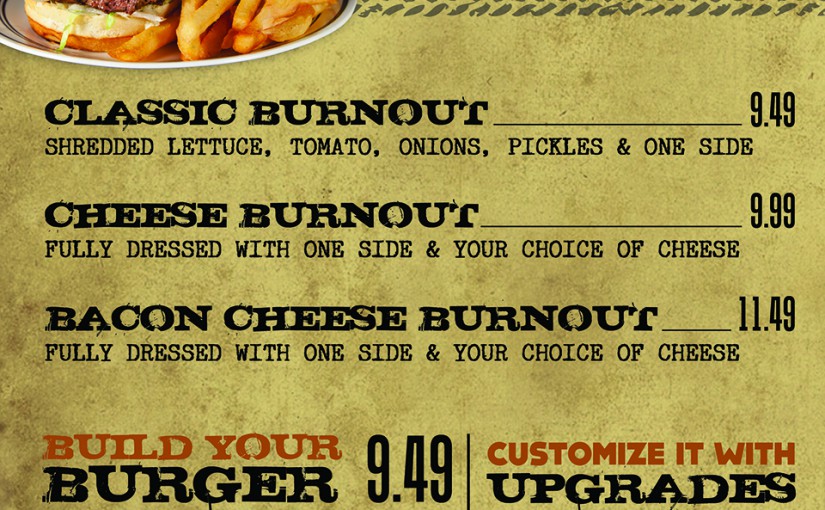 CLASSIC BURNOUT 9.49
SHREDDED LETTUCE, TOMATO, ONIONS, PICKLES & ONE SIDE
CHEESE BURNOUT 9.99
FULLY DRESSED WITH ONE SIDE & YOUR CHOICE OF CHEESE
BACON CHEESE BURNOUT 11.49
FULLY DRESSED WITH ONE SIDE & YOUR CHOICE OF CHEESE
BUILD YOUR
BURGER 9.49
CUSTOMIZE IT WITH
UPGRADES